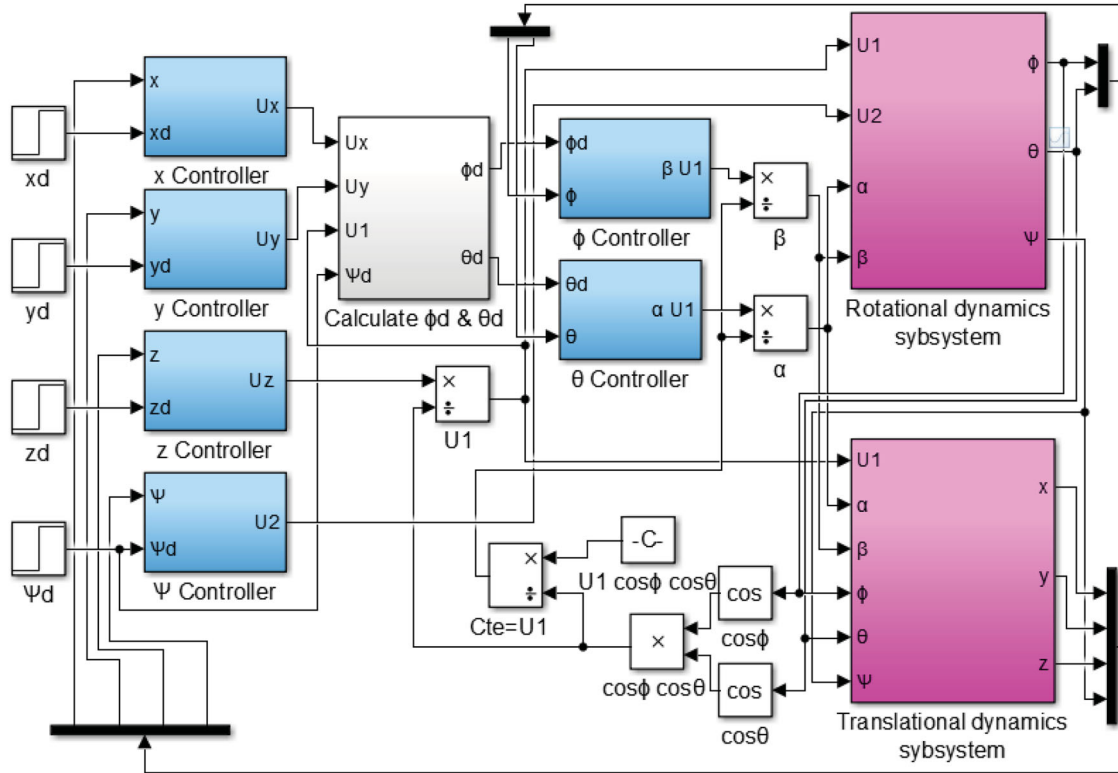 xd
yd
zd
Ψd
x
xd
Ux
x Controller
y
yd
Uy
y Controller
z
zd
Uz
z Controller
Ψ
Ψd
U2
Ψ Controller
Ux
Uy
U1
Ψd
ϕd
θd
Calculate ϕd & θd
×
÷
U1
ϕd
ϕ
β U1
ϕ Controller
θd
θ
α U1
θ Controller
×
÷
β
×
÷
α
-C-
U1 cosϕ cosθ
×
÷
Cte=U1
×
cosϕ cosθ
cos
cosϕ
cos
cosθ
U1
U2
α
β
ϕ
θ
Ψ
Rotational dynamics
sybsystem
U1
α
β
ϕ
θ
Ψ
x
y
z
Translational dynamics
sybsystem